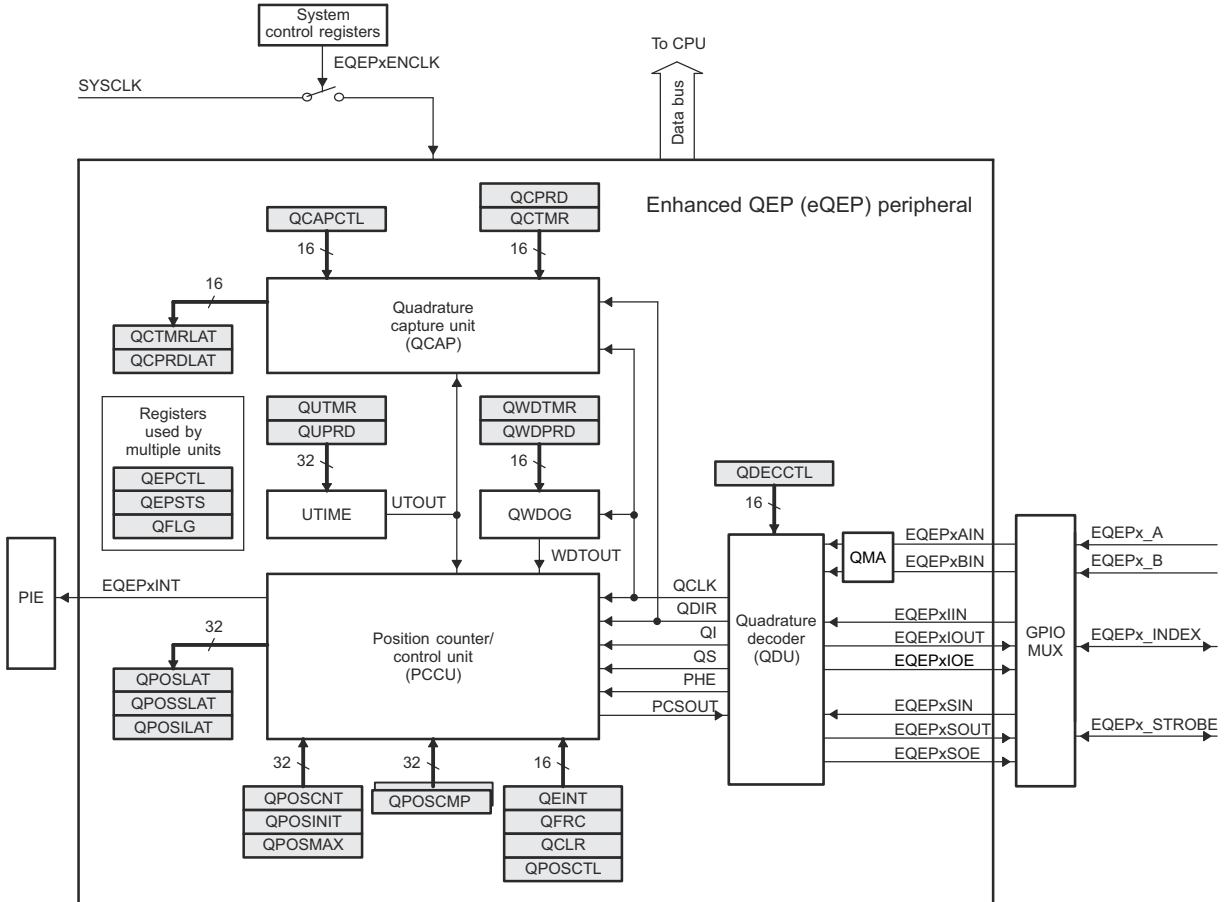 System
control registers
To CPU
EQEPxENCLK
SYSCLK
Data bus
Enhanced QEP (eQEP) peripheral
QCPRD
QCAPCTL
QCTMR
16
16
16
Quadrature
capture unit
(QCAP)
QCTMRLAT
QCPRDLAT
Registers
used by
multiple units
QEPCTL
QEPSTS
QFLG
QUTMR
QUPRD
32
QWDTMR
QWDPRD
16
UTIME
UTOUT
QWDOG
WDTOUT
QDECCTL
16
EQEPxAIN
EQEPxBIN
QMA
EQEPx_A
EQEPx_B
PIE
EQEPxINT
QCLK
QDIR
QI
QS
PHE
PCSOUT
Position counter/
control unit
(PCCU)
Quadrature
decoder
(QDU)
EQEPxIIN
EQEPxIOUT
EQEPxIOE
EQEPxSIN
EQEPxSOUT
EQEPxSOE
GPIO
MUX
EQEPx_INDEX
EQEPx_STROBE
32
QPOSLAT
QPOSSLAT
QPOSILAT
32
32
16
QPOSCNT
QPOSINIT
QPOSMAX
QPOSCMP
QEINT
QFRC
QCLR
QPOSCTL